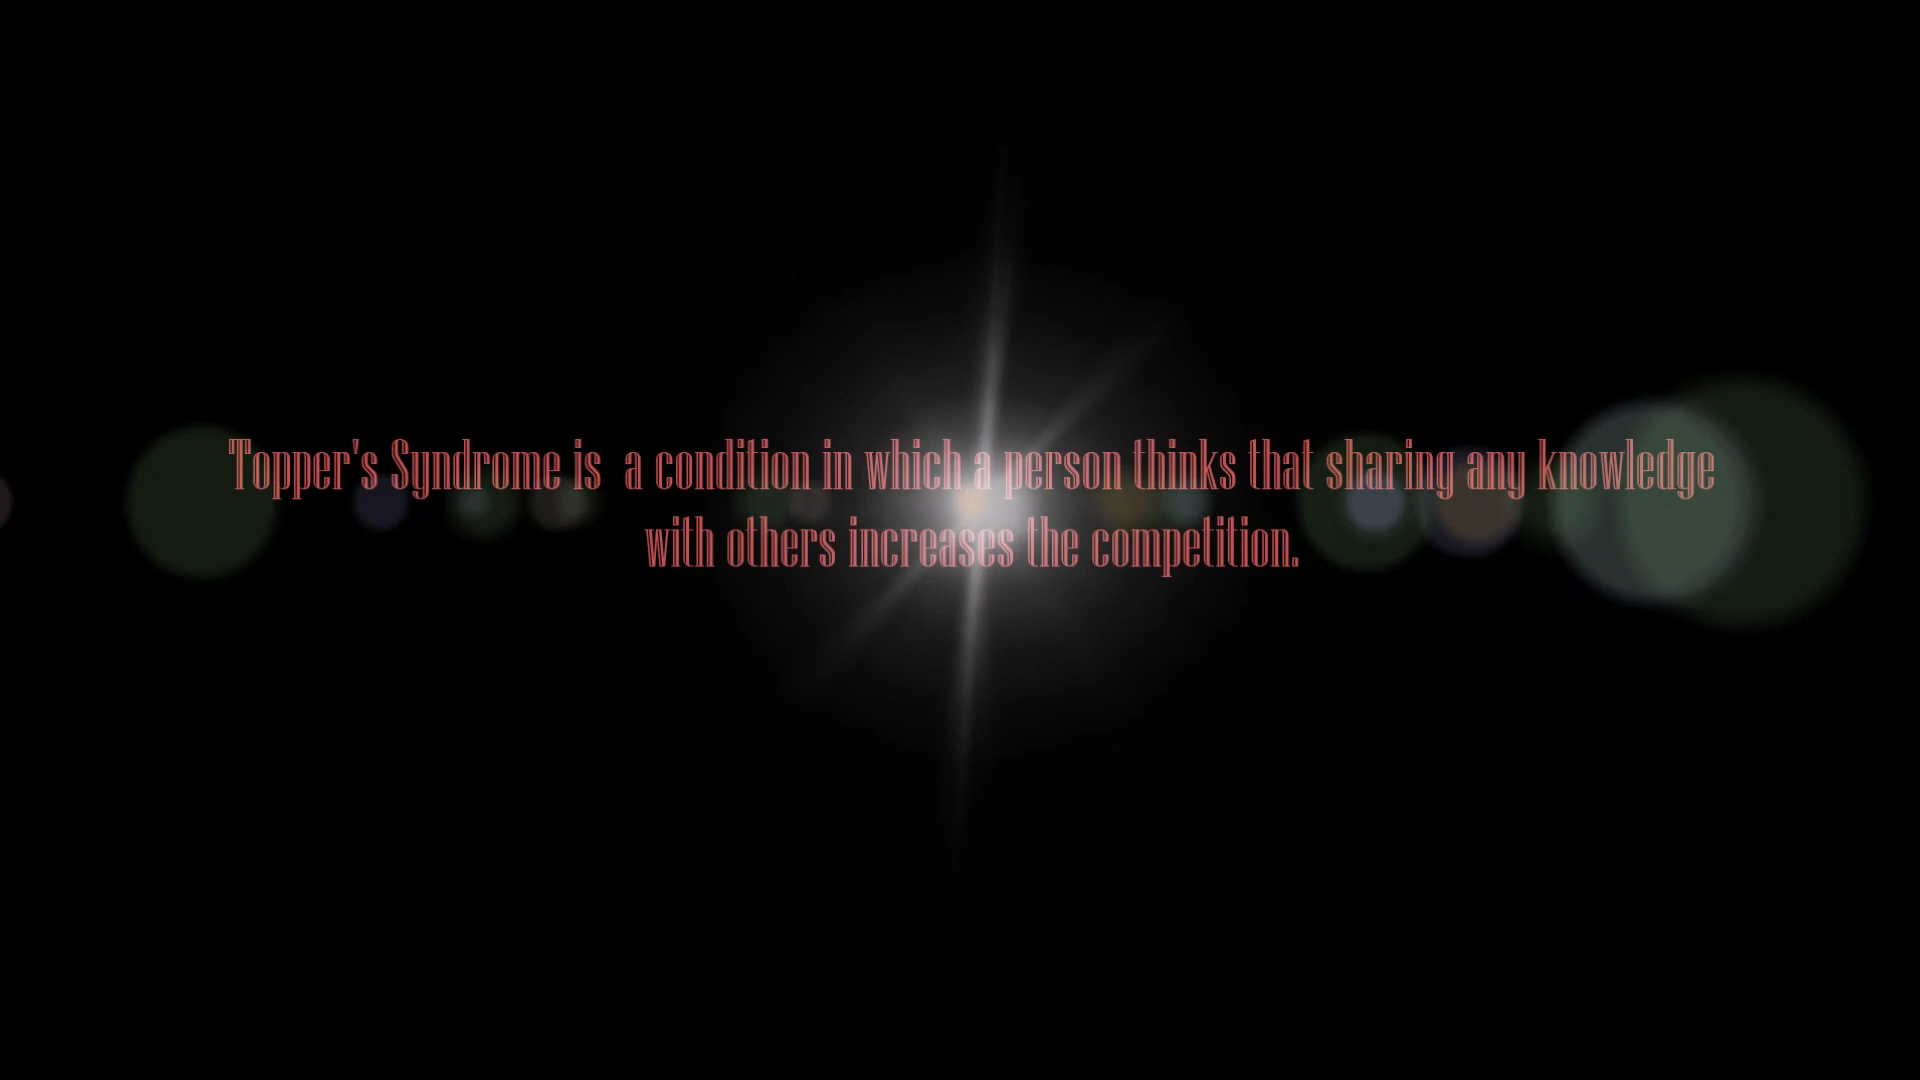 Topper's Syndrome is  a condition in which a person thinks that sharing any knowledge
with others increases the competition.